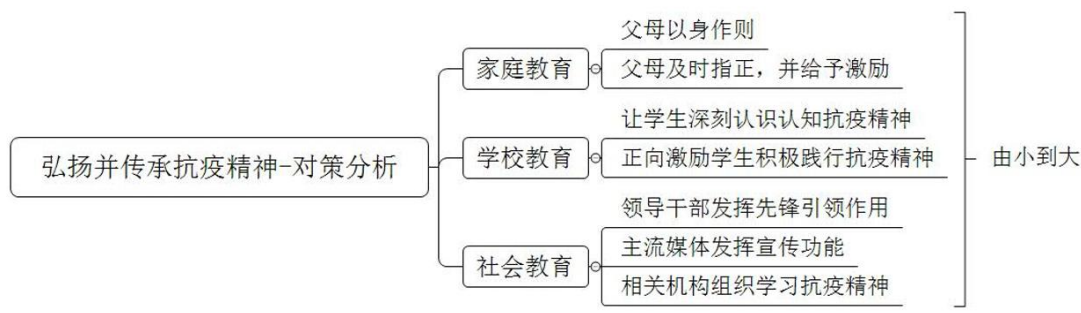 弘扬并传承抗疫精神-对策分析
家庭教育
父母以身作则
父母及时指正，并给予激励
学校教育
让学生深刻认识认知抗疫精神
正向激励学生积极践行抗疫精神
社会教育
领导干部发挥先锋引领作用
主流媒体发挥宣传功能
相关机构组织学习抗疫精神
由小到大